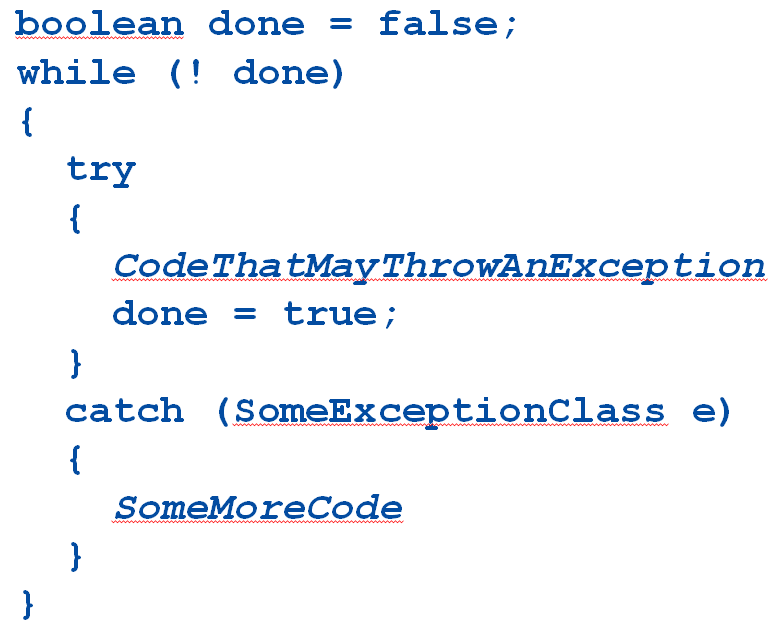 boolean done = false;
while (! done)
{
try
{
CodeThatMayThrowAnException
done = true;
}
catch (SomeExceptionClass e)
{
SomeMoreCode
}
}